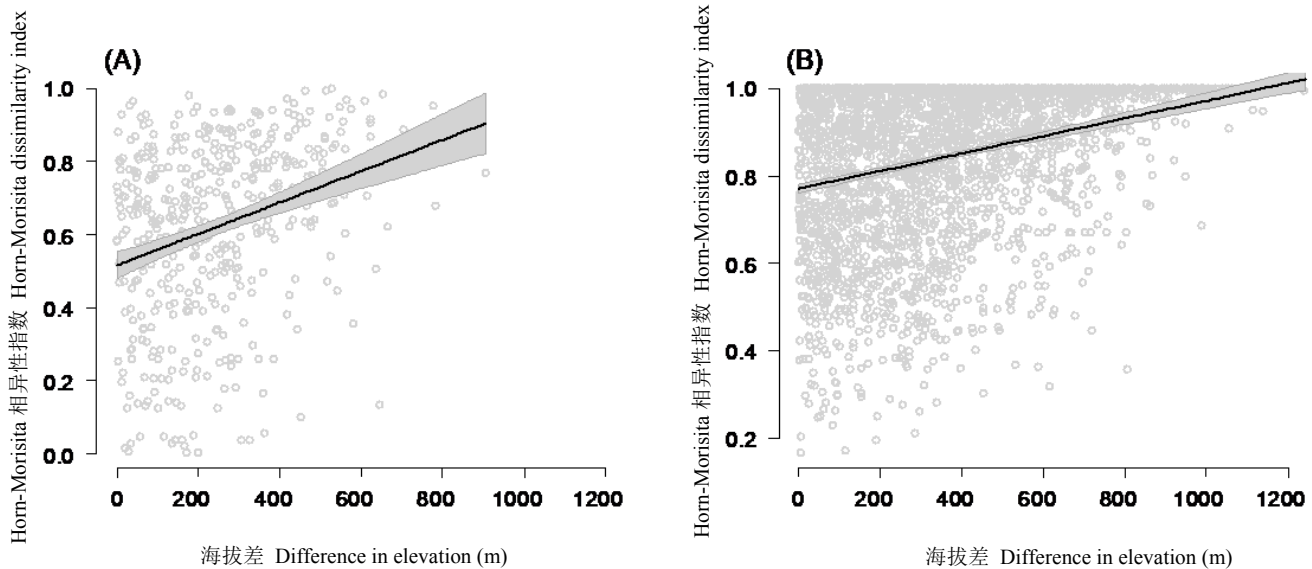 (A)
Horn-Morisita 相异性指数 Horn-Morisita dissimilarity index
1.0
0.8
0.6
0.4
0.2
0.0
0 200 400 600 800 1000 1200
海拔差 Difference in elevation (m)
(B)
Horn-Morisita 相异性指数 Horn-Morisita dissimilarity index
1.0
0.8
0.6
0.4
0.2
0 200 400 600 800 1000 1200
海拔差 Difference in elevation (m)